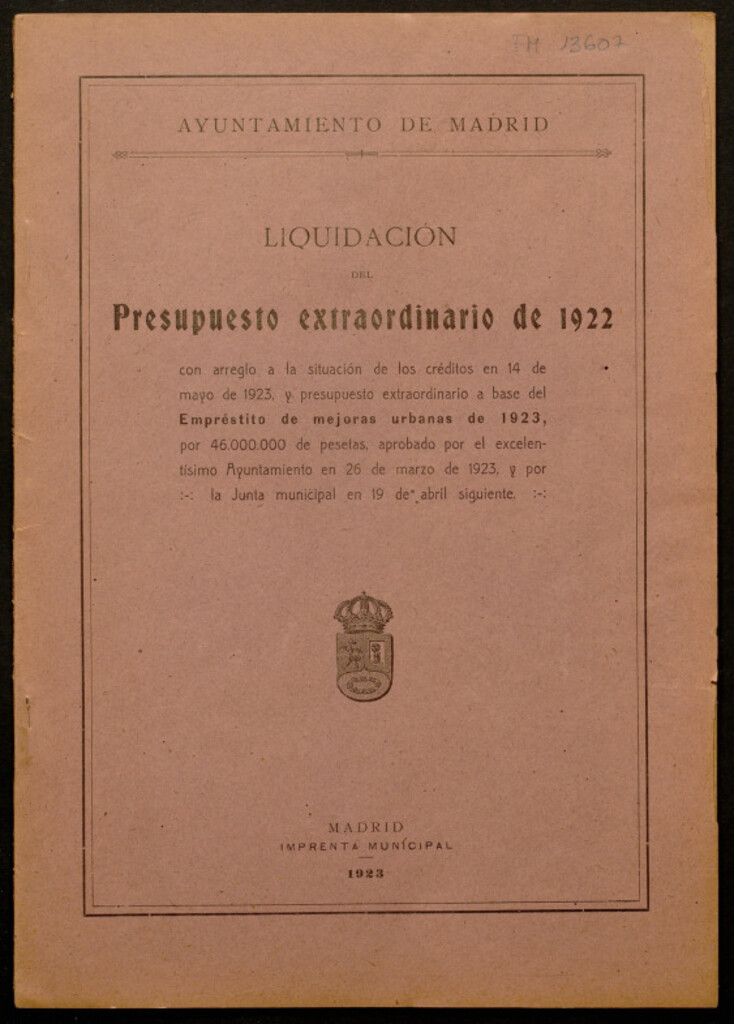 FM 13607
AYUNTAMIENTO DE MADRID
LIQUIDACIÓN
DEL
Presupuesto extraordinario de 1922
con arreglo a la situación de los créditos en 14 de
mayo de 1923, y presupuesto extraordinario a base del
Empréstito de mejoras urbanas de 1923,
por 46.000.000 de pesetas, aprobado por el excelen-
tísimo Ayuntamiento en 26 de marzo de 1923, y por
:-: la Junta municipal en 19 de abril siguiente. :-:
MADRID
IMPRENTA MUNICIPAL
1923